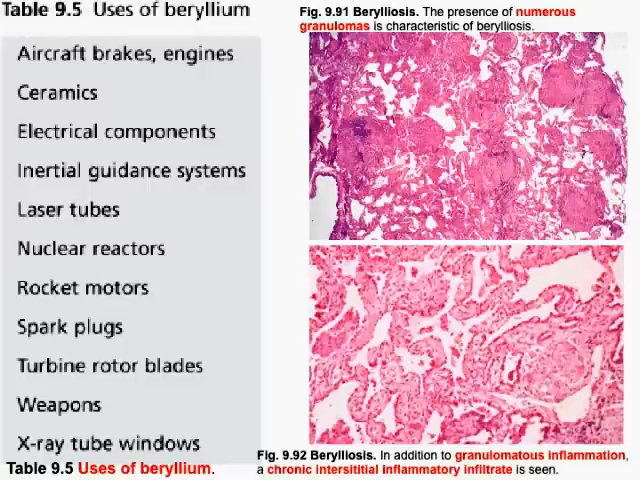 Table 9.5 Uses of beryllium
Aircraft brakes, engines
Ceramics
Electrical components
Inertial guidance systems
Laser tubes
Nuclear reactors
Rocket motors
Spark plugs
Turbine rotor blades
Weapons
X-ray tube windows
Table 9.5 Uses of beryllium.
Fig. 9.91 Berylliosis. The presence of numerous
granulomas is characteristic of berylliosis.
Fig. 9.92 Berylliosis. In addition to granulomatous inflammation,
a chronic intersititial inflammatory infiltrate is seen.